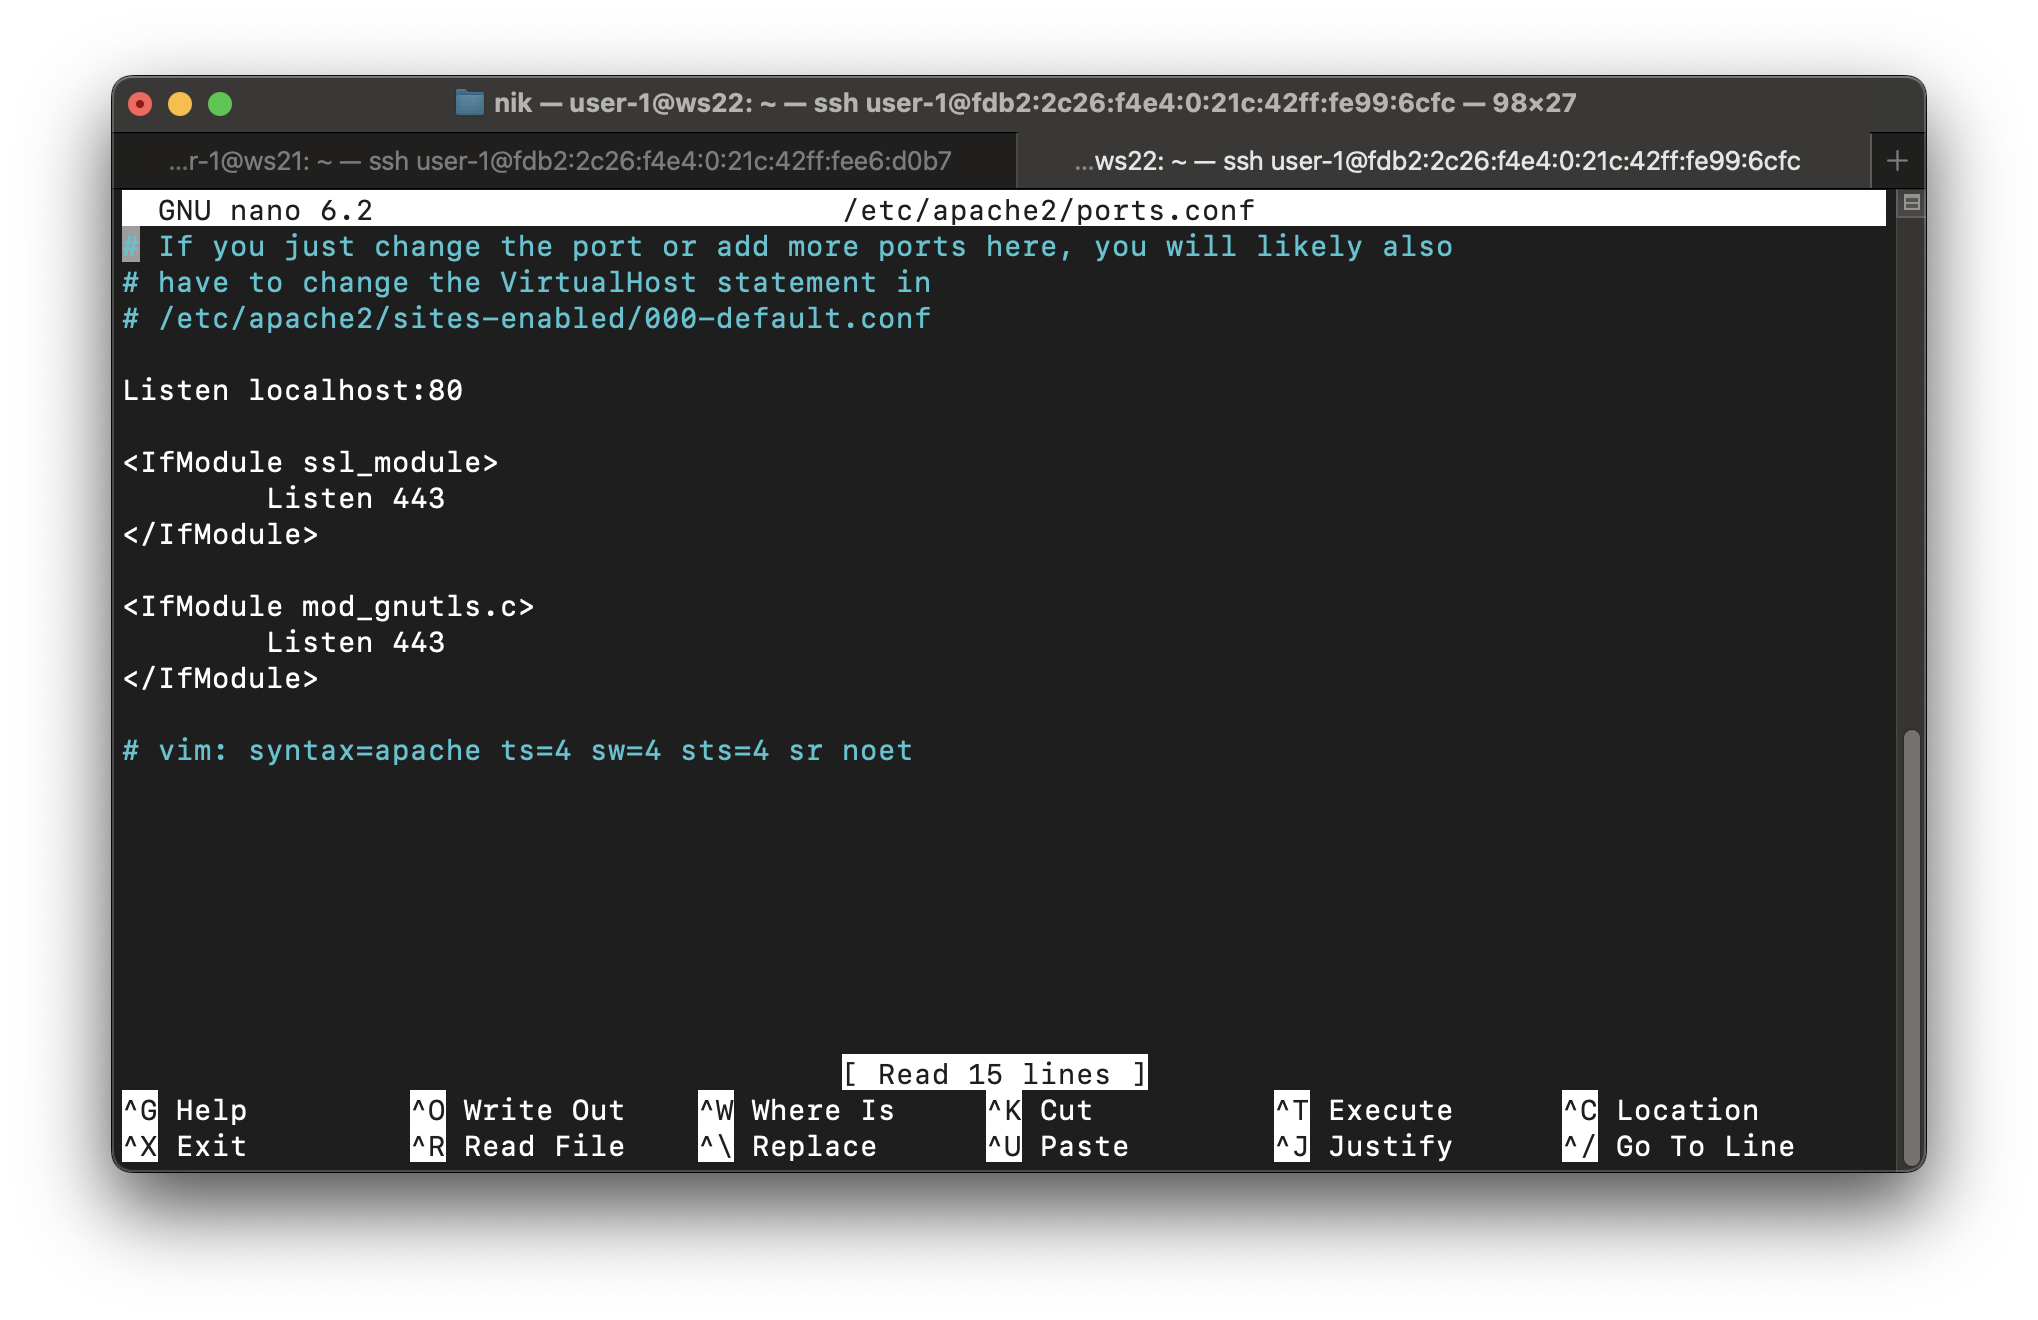 nik — user-1@ws22: ~ — ssh user-1@fdb2:2c26:f4e4:0:21c:42ff:fe99:6cfc — 98×27
...r-1@ws21: ~ — ssh user-1@fdb2:2c26:f4e4:0:21c:42ff:fee6:d0b7
...ws22: ~ — ssh user-1@fdb2:2c26:f4e4:0:21c:42ff:fe99:6cfc
GNU nano 6.2 /etc/apache2/ports.conf
# If you just change the port or add more ports here, you will likely also
# have to change the VirtualHost statement in
# /etc/apache2/sites-enabled/000-default.conf
Listen localhost:80
<IfModule ssl_module>
Listen 443
</IfModule>
<IfModule mod_gnutls.c>
Listen 443
</IfModule>
# vim: syntax=apache ts=4 sw=4 sts=4 sr noet
[ Read 15 lines ]
^G Help ^O Write Out ^W Where Is ^K Cut ^T Execute ^C Location
^X Exit ^R Read File ^\ Replace ^U Paste ^J Justify ^/ Go To Line